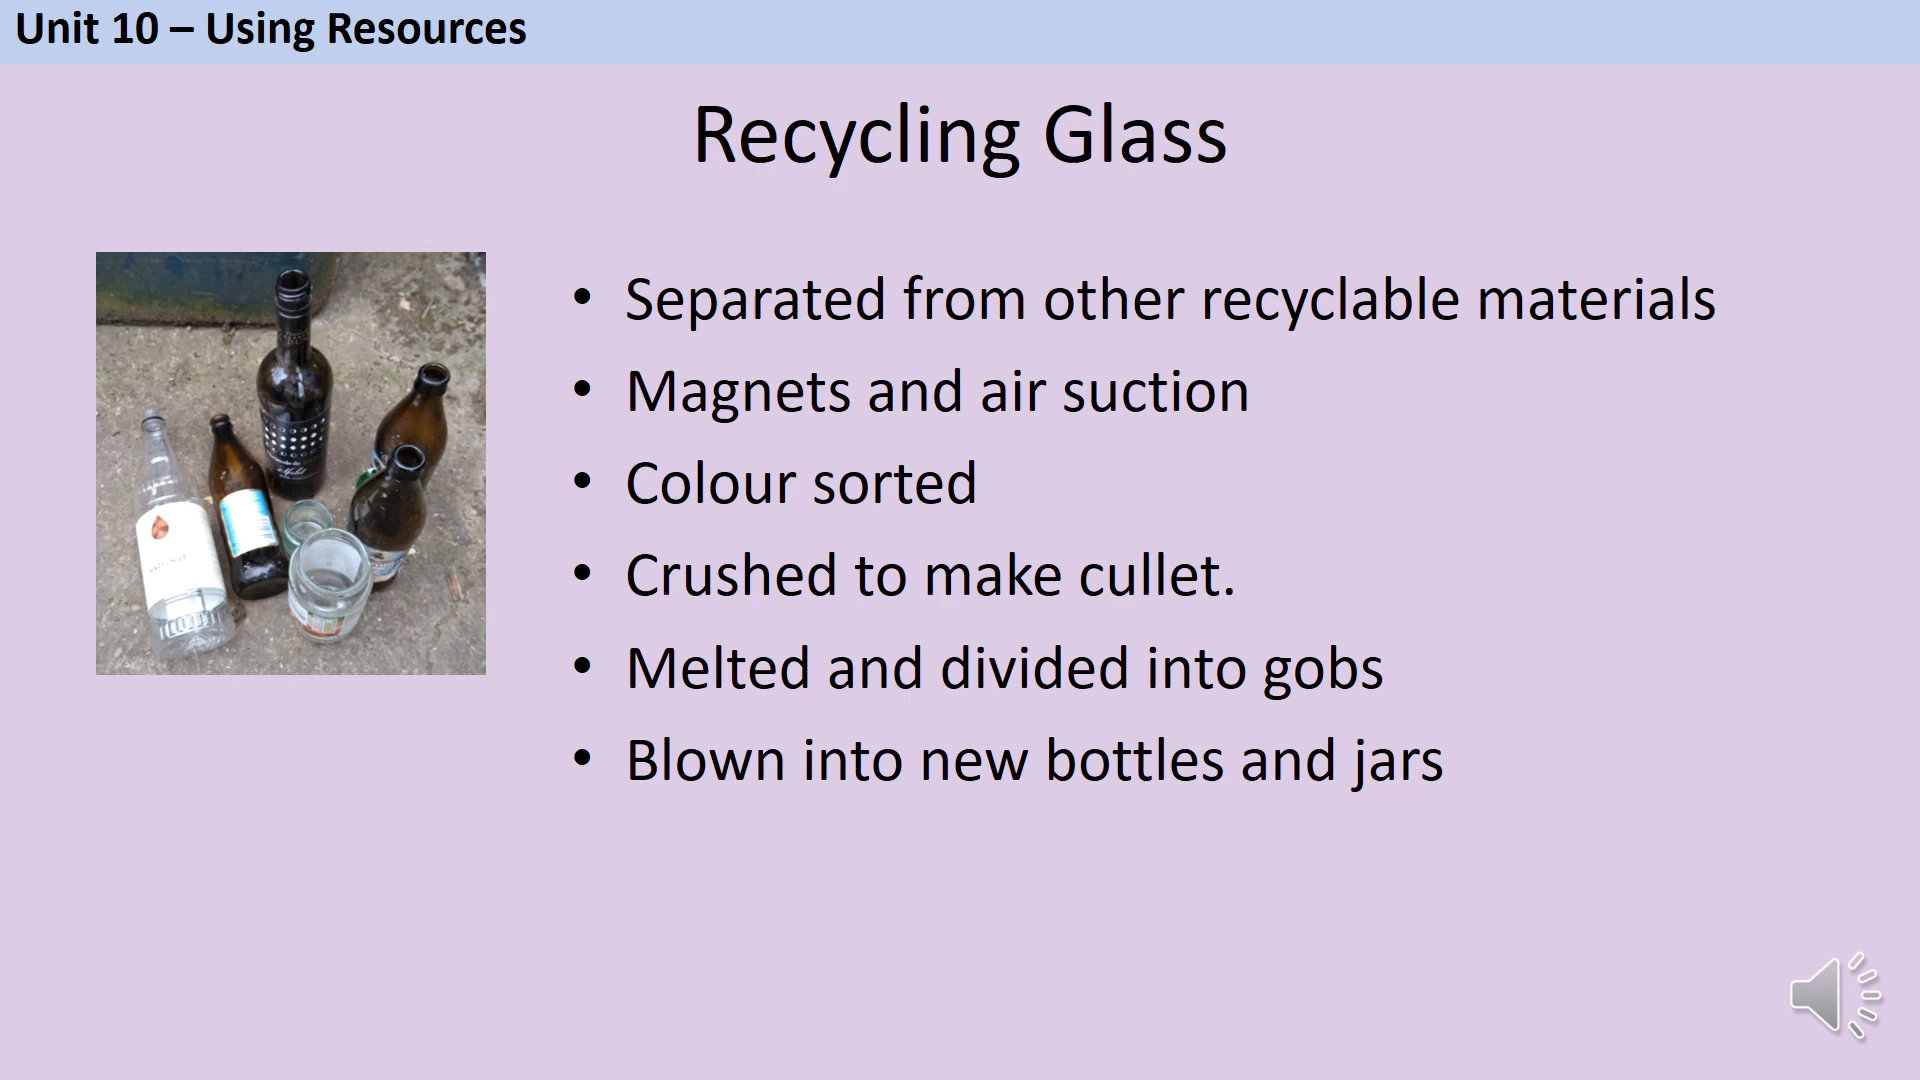 Unit 10 – Using Resources
Recycling Glass
• Separated from other recyclable materials
• Magnets and air suction
• Colour sorted
• Crushed to make cullet.
• Melted and divided into gobs
• Blown into new bottles and jars